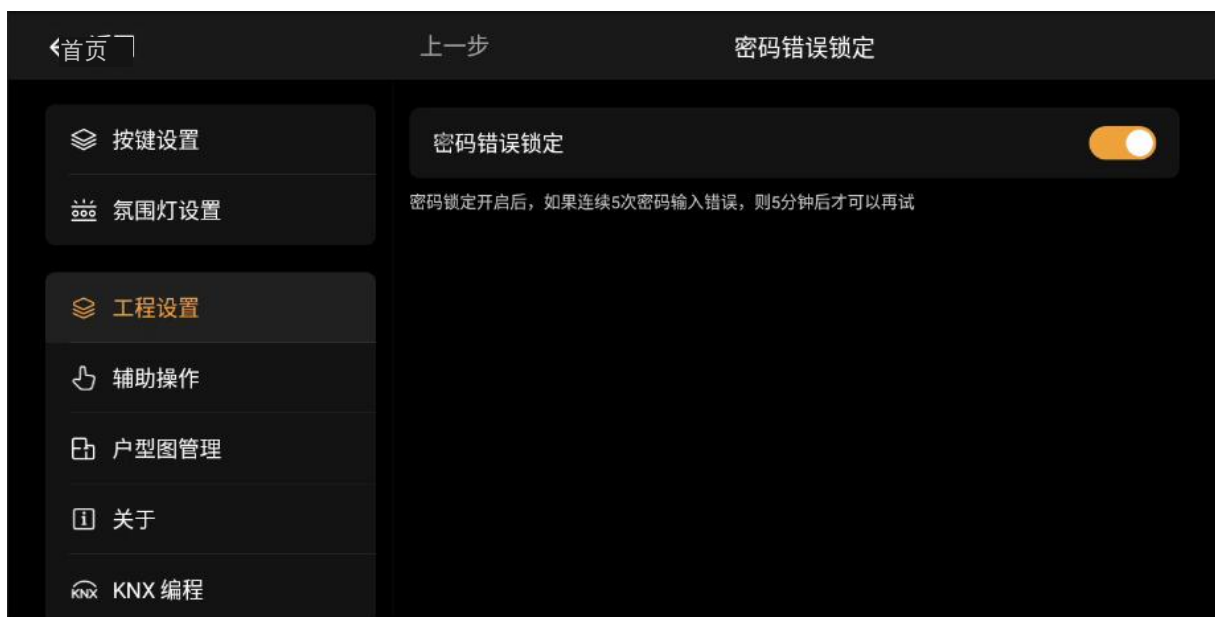 首页
上一步
密码错误锁定
按键设置
氛围灯设置
工程设置
辅助操作
户型图管理
关于
KNX KNX 编程
密码错误锁定
密码锁定开启后，如果连续5次密码输入错误，则5分钟后才可以再试